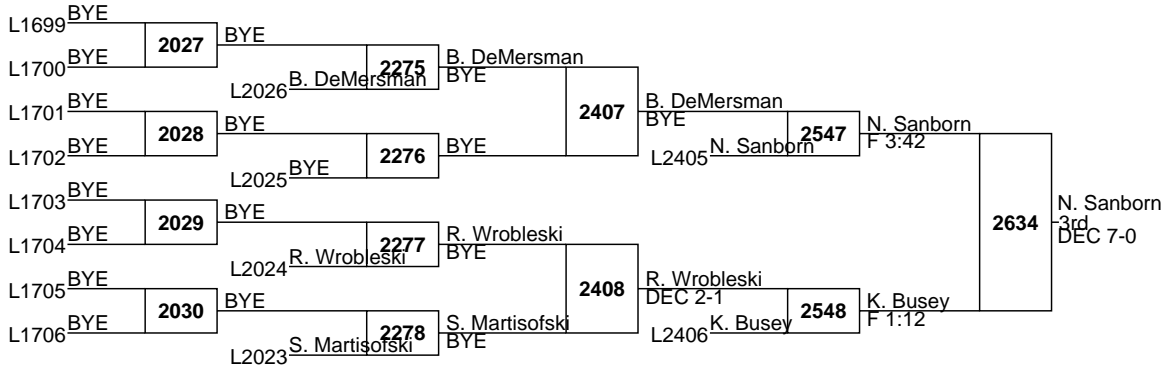 L1699 BYE
2027 BYE
L1700 BYE
2275 B. DeMersman
BYE
L2026 B. DeMersman
L1701 BYE
2407 B. DeMersman
BYE
2028 BYE
L1702 BYE
2276 BYE
L2025 BYE
2547 N. Sanborn
F 3:42
L2405 N. Sanborn
L1703 BYE
2029 BYE
L1704 BYE
2277 R. Wrobleski
BYE
L2024 R. Wrobleski
2634 N. Sanborn
3rd
DEC 7-0
L1705 BYE
2408 R. Wrobleski
DEC 2-1
2030 BYE
L1706 BYE
2278 S. Martisofski
BYE
L2023 S. Martisofski
2548 K. Busey
F 1:12
L2406 K. Busey